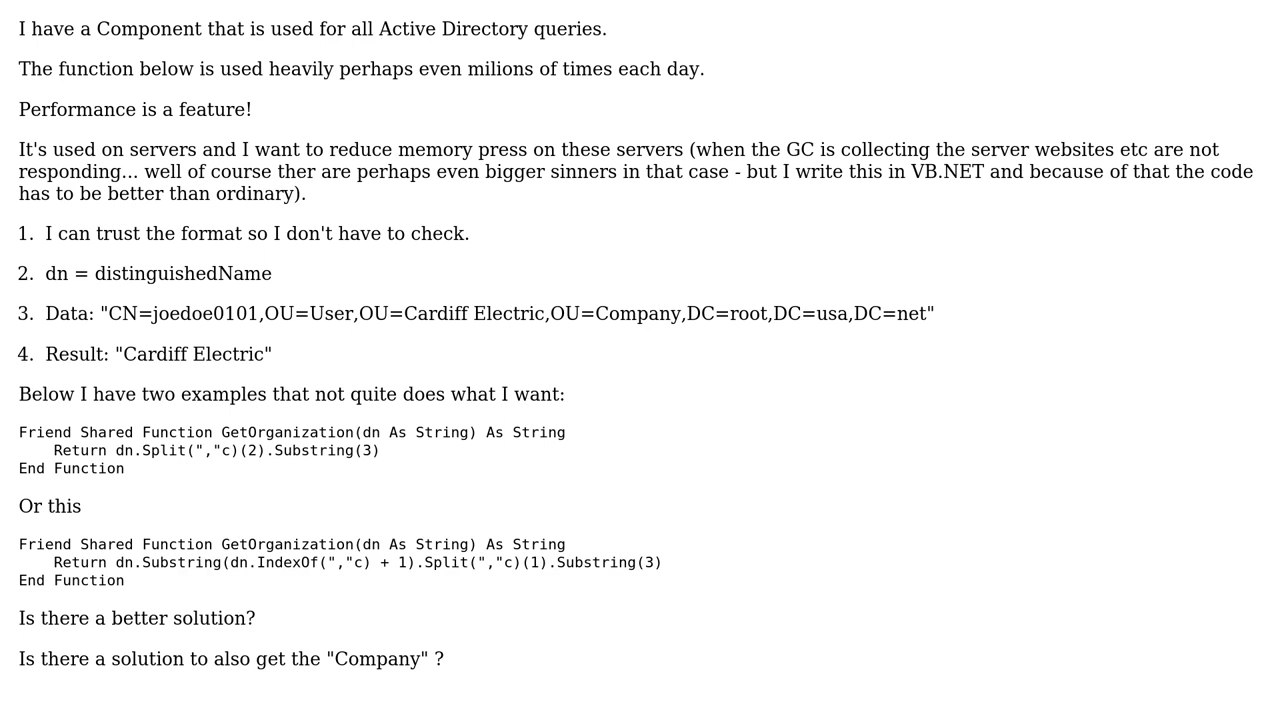 I have a Component that is used for all Active Directory queries.
The function below is used heavily perhaps even milions of times each day.
Performance is a feature!
It's used on servers and I want to reduce memory press on these servers (when the GC is collecting the server websites etc are not
responding... well of course ther are perhaps even bigger sinners in that case - but I write this in VB.NET and because of that the code
has to be better than ordinary).
1. I can trust the format so I don't have to check.
2. dn = distinguishedName
3. Data: "CN=joedoe0101,OU=User,OU=Cardiff Electric,OU=Company,DC=root,DC=usa,DC=net"
4. Result: "Cardiff Electric"
Below I have two examples that not quite does what I want:
Friend Shared Function GetOrganization(dn As String) As String
    Return dn.Split(","c)(2).Substring(3)
End Function
Or this
Friend Shared Function GetOrganization(dn As String) As String
    Return dn.Substring(dn.IndexOf(","c) + 1).Split(","c)(1).Substring(3)
End Function
Is there a better solution?
Is there a solution to also get the "Company" ?